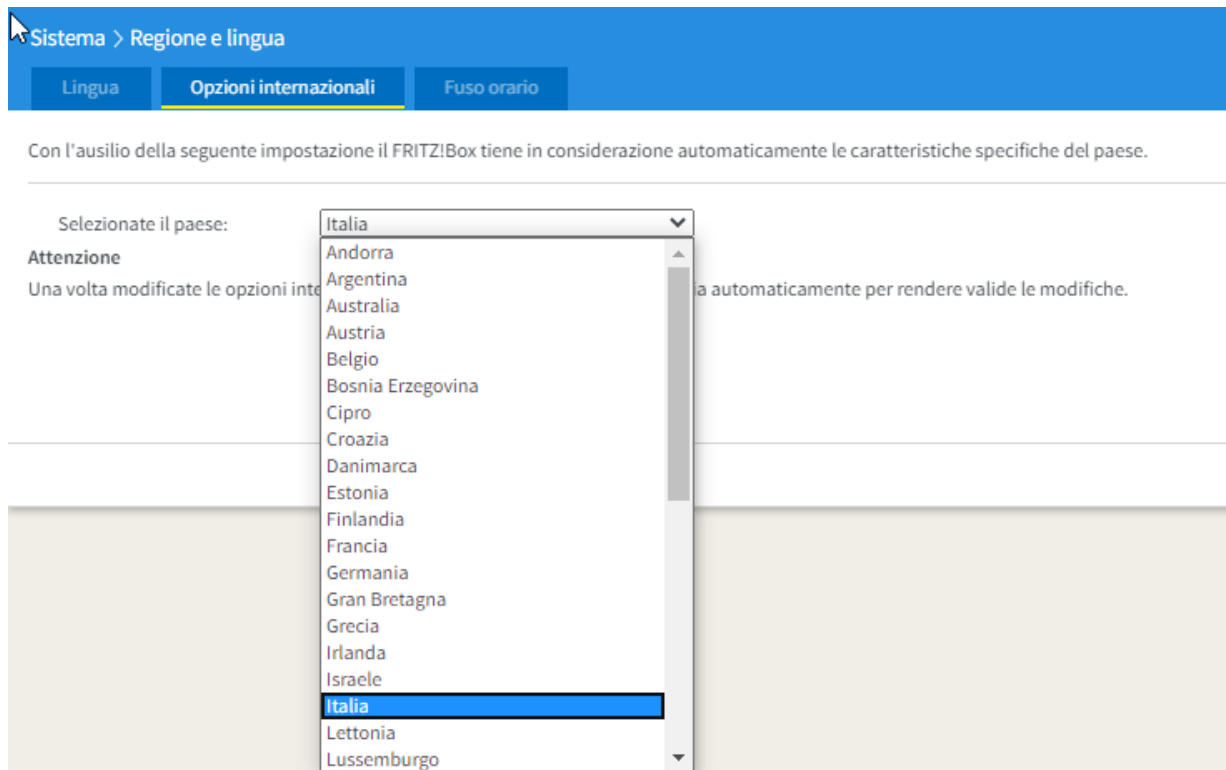 Sistema > Regione e lingua
Lingua Opzioni internazionali Fuso orario
Con l'ausilio della seguente impostazione il FRITZ!Box tiene in considerazione automaticamente le caratteristiche specifiche del paese.
Selezionate il paese: Italia
Attenzione
Una volta modificate le opzioni automaticamente per rendere valide le modifiche.
Andorra
Argentina
Australia
Austria
Belgio
Bosnia Erzegovina
Cipro
Croazia
Danimarca
Estonia
Finlandia
Francia
Germania
Gran Bretagna
Grecia
Irlanda
Israele
Italia
Lettonia
Lussemburgo